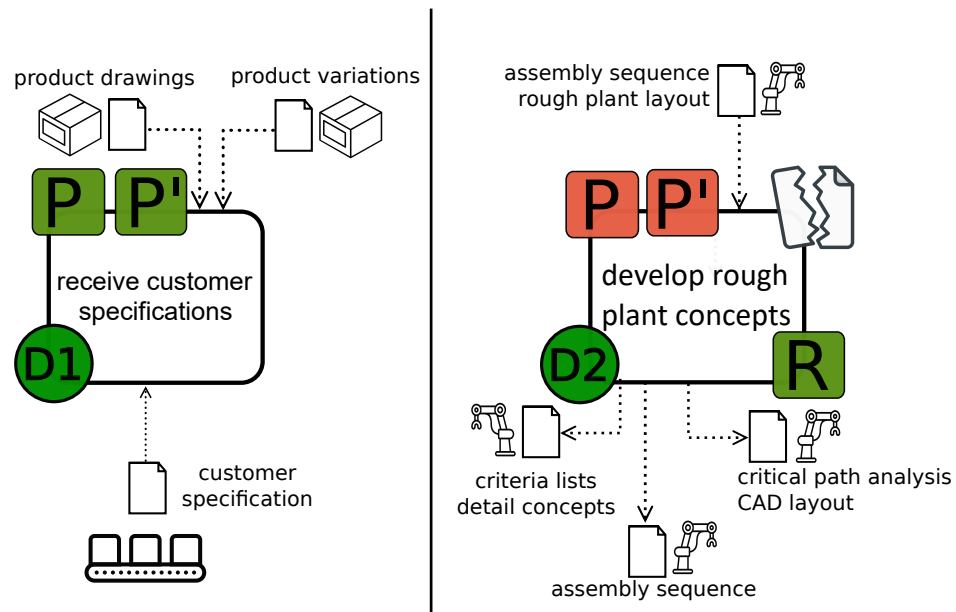 product drawings
product variations
P
P'
receive customer
specifications
D1
customer
specification
assembly sequence
rough plant layout
P
P'
develop rough
plant concepts
D2
R
criteria lists
detail concepts
critical path analysis
CAD layout
assembly sequence